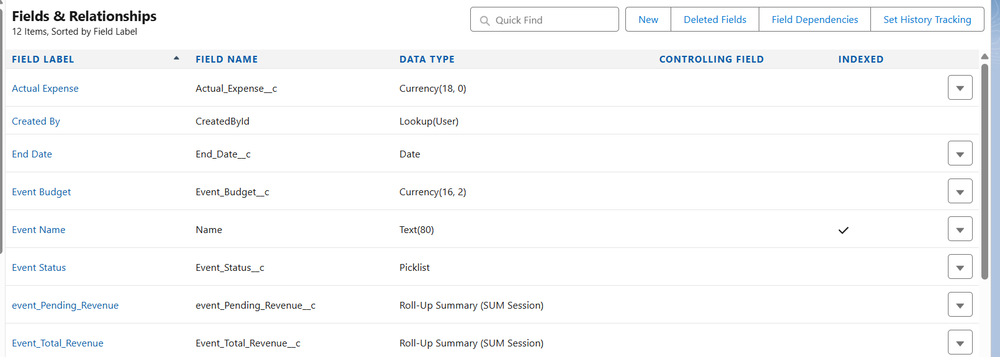 Fields & Relationships
12 Items, Sorted by Field Label
Quick Find
New Deleted Fields Field Dependencies Set History Tracking
FIELD LABEL FIELD NAME DATA TYPE CONTROLLING FIELD INDEXED
Actual Expense Actual_Expense__c Currency(18, 0)
Created By CreatedById Lookup(User)
End Date End_Date__c Date
Event Budget Event_Budget__c Currency(16, 2)
Event Name Name Text(80)
Event Status Event_Status__c Picklist
event_Pending_Revenue event_Pending_Revenue__c Roll-Up Summary (SUM Session)
Event_Total_Revenue Event_Total_Revenue__c Roll-Up Summary (SUM Session)